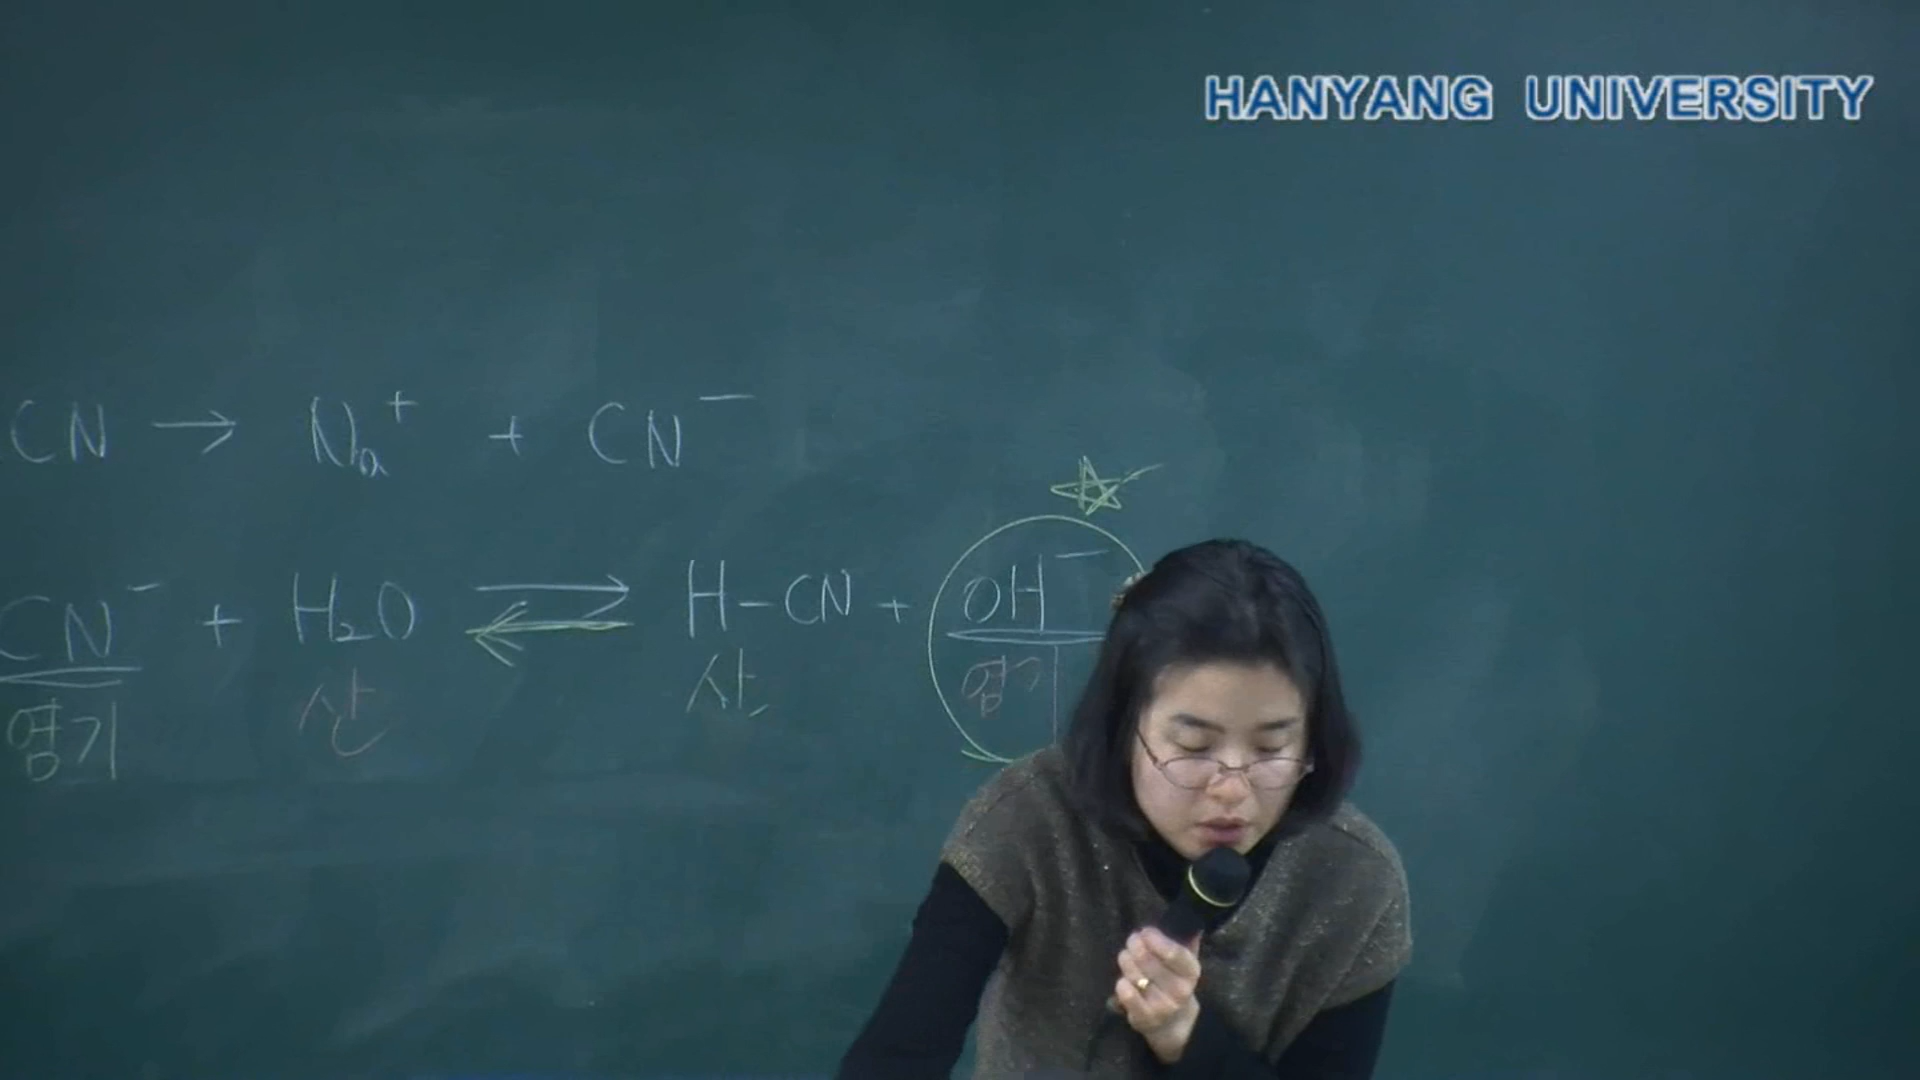 HANYANG UNIVERSITY
CN → Na⁺ + CN⁻
CN⁻ + H₂O ⇌ H-CN + OH⁻
염기 산 산 염기